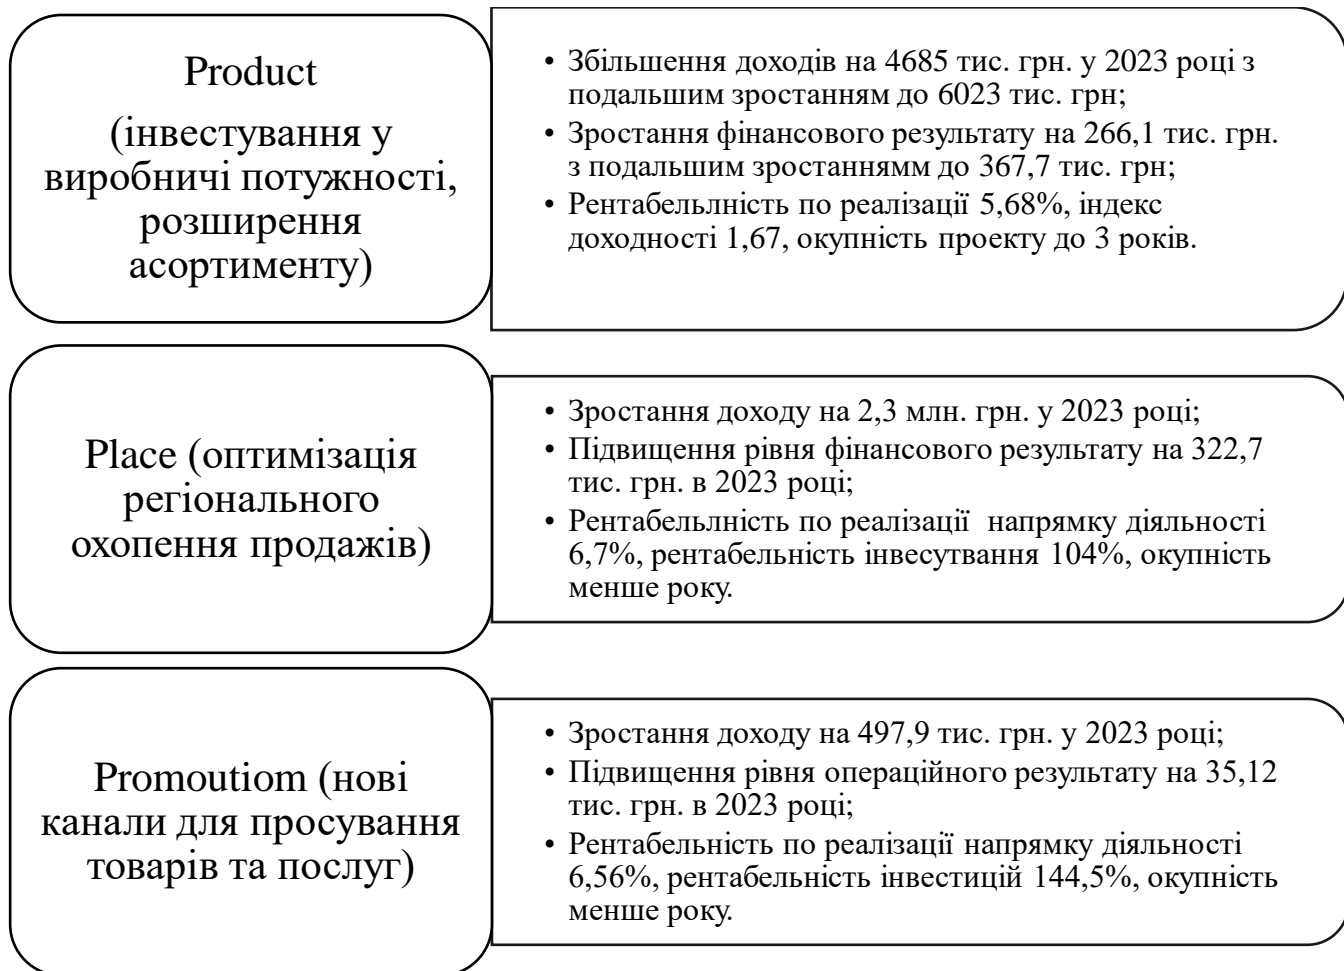 Product
(інвестування у
виробничі потужності,
розширення
асортименту)
• Збільшення доходів на 4685 тис. грн. у 2023 році з
подальшим зростанням до 6023 тис. грн;
• Зростання фінансового результату на 266,1 тис. грн.
з подальшим зростаннямм до 367,7 тис. грн;
• Рентабельлність по реалізації 5,68%, індекс
доходності 1,67, окупність проекту до 3 років.
Place (оптимізація
регіонального
охопення продажів)
• Зростання доходу на 2,3 млн. грн. у 2023 році;
• Підвищення рівня фінансового результату на 322,7
тис. грн. в 2023 році;
• Рентабельлність по реалізації  напрямку діяльності
6,7%, рентабельність інвесутвання 104%, окупність
менше року.
Promoutiom (нові
канали для просування
товарів та послуг)
• Зростання доходу на 497,9 тис. грн. у 2023 році;
• Підвищення рівня операційного результату на 35,12
тис. грн. в 2023 році;
• Рентабельність по реалізації напрямку діяльності
6,56%, рентабельність інвестицій 144,5%, окупність
менше року.